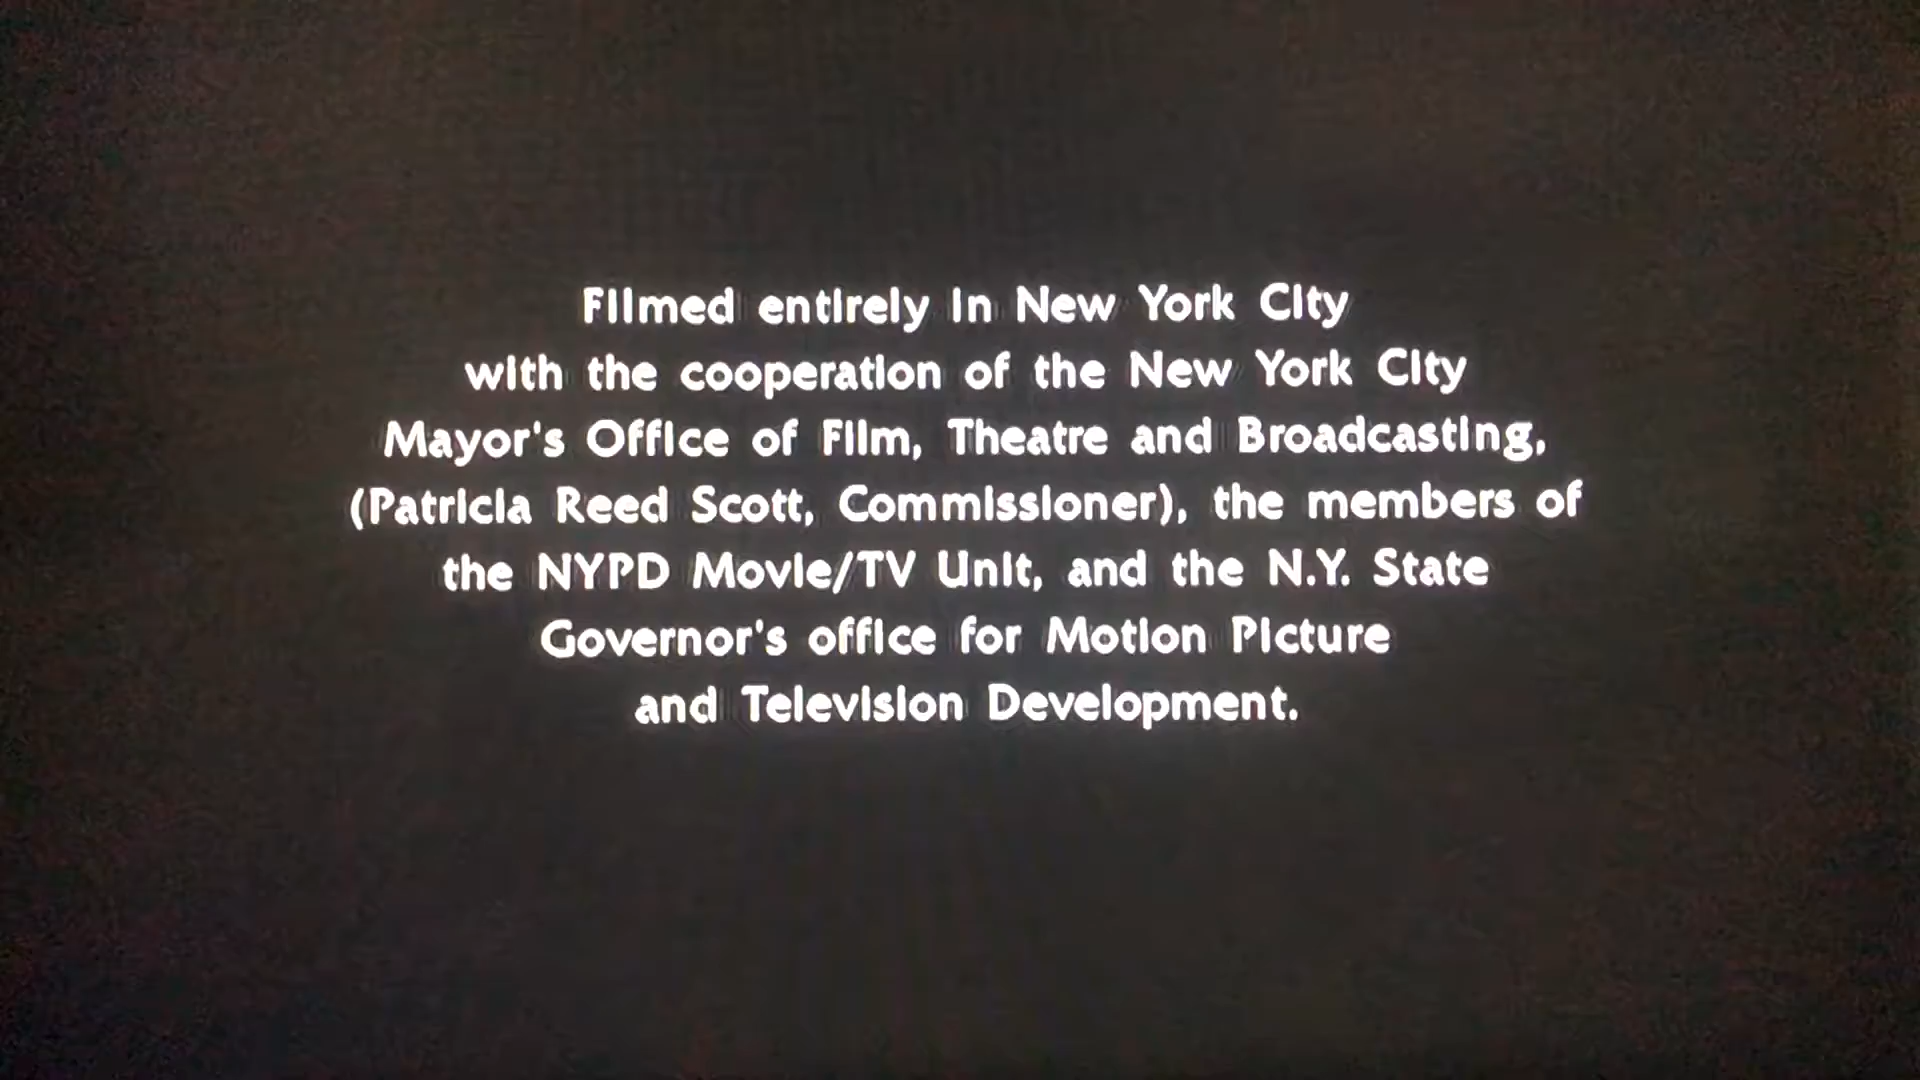 Filmed entirely in New York City
with the cooperation of the New York City
Mayor's Office of Film, Theatre and Broadcasting,
(Patricia Reed Scott, Commissioner), the members of
the NYPD Movie/TV Unit, and the N.Y. State
Governor's office for Motion Picture
and Television Development.